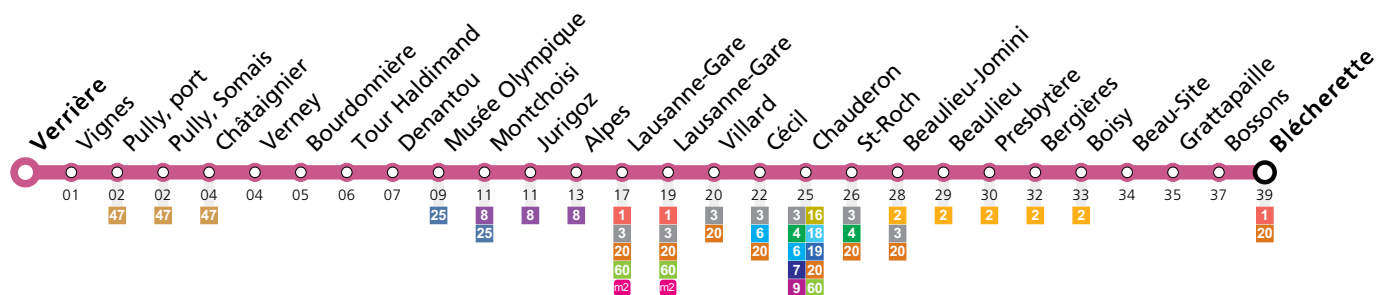 Verrière
Vignes
Pully, port
Pully, Somais
Châtaignier
Verney
Bourdonnière
Tour Haldimand
Denantou
Musée Olympique
Montchoisi
Jurigoz
Alpes
Lausanne-Gare
Lausanne-Gare
Villard
Cécil
Chauderon
St-Roch
Beaulieu-Jomini
Beaulieu
Presbytère
Bergières
Boisy
Beau-Site
Grattapaille
Bossons
Blécherette
01 02 02 04 04 05 06 07 09 11 11 13 17 19 20 22 25 26 28 29 30 32 33 34 35 37 39
47 47 47 25 8 8 8 1 1 3 3 3 16 3 2 2 2 2 2 1
25 3 3 20 6 4 18 4 3 20
20 20 20 6 19 20 20
60 60 7 20
m2 m2 9 60